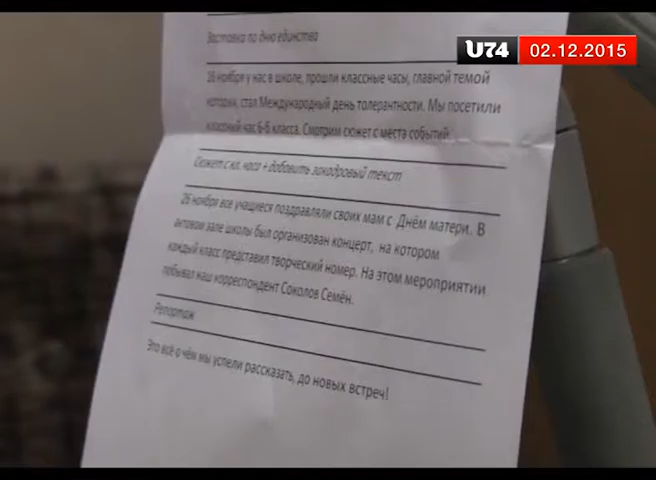 U74 02.12.2015
Заставка по дню единства
16 ноября у нас в школе, прошли классные часы, главной темой
которых, стал Международный день толерантности. Мы посетили
классный час 6-б класса. Смотрим сюжет с места событий:
Сюжет с кл. часа + добавить закадровый текст
26 ноября все учащиеся поздравляли своих мам с Днём матери. В
актовом зале школы был организован концерт, на котором
каждый класс представил творческий номер. На этом мероприятии
побывал наш корреспондент Соколов Семён.
Репортаж
Это всё о чём мы успели рассказать, до новых встреч!